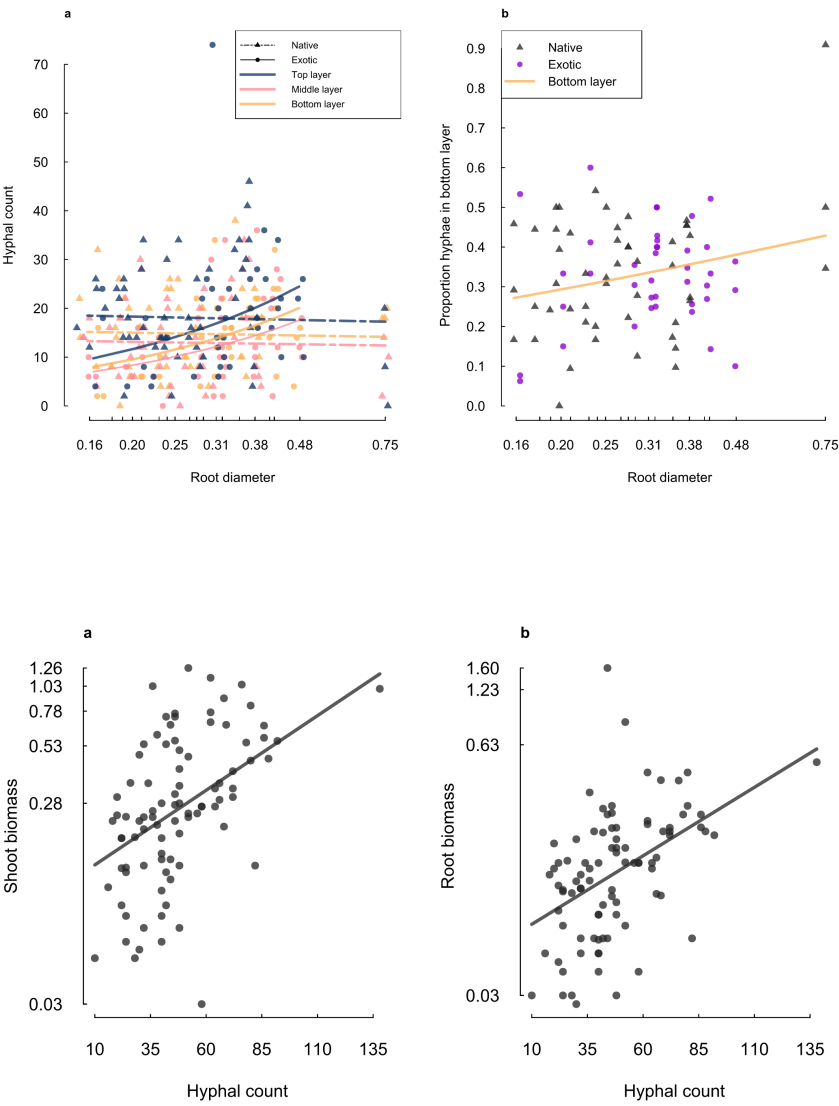 a
Native
Exotic
Top layer
Middle layer
Bottom layer
Hyphal count
70
60
50
40
30
20
10
0
0.16 0.20 0.25 0.31 0.38 0.48 0.75
Root diameter
b
Native
Exotic
Bottom layer
Proportion hyphae in bottom layer
0.9
0.8
0.7
0.6
0.5
0.4
0.3
0.2
0.1
0.0
0.16 0.20 0.25 0.31 0.38 0.48 0.75
Root diameter
a
Shoot biomass
1.26
1.03
0.78
0.53
0.28
0.03
10 35 60 85 110 135
Hyphal count
b
Root biomass
1.60
1.23
0.63
0.03
10 35 60 85 110 135
Hyphal count